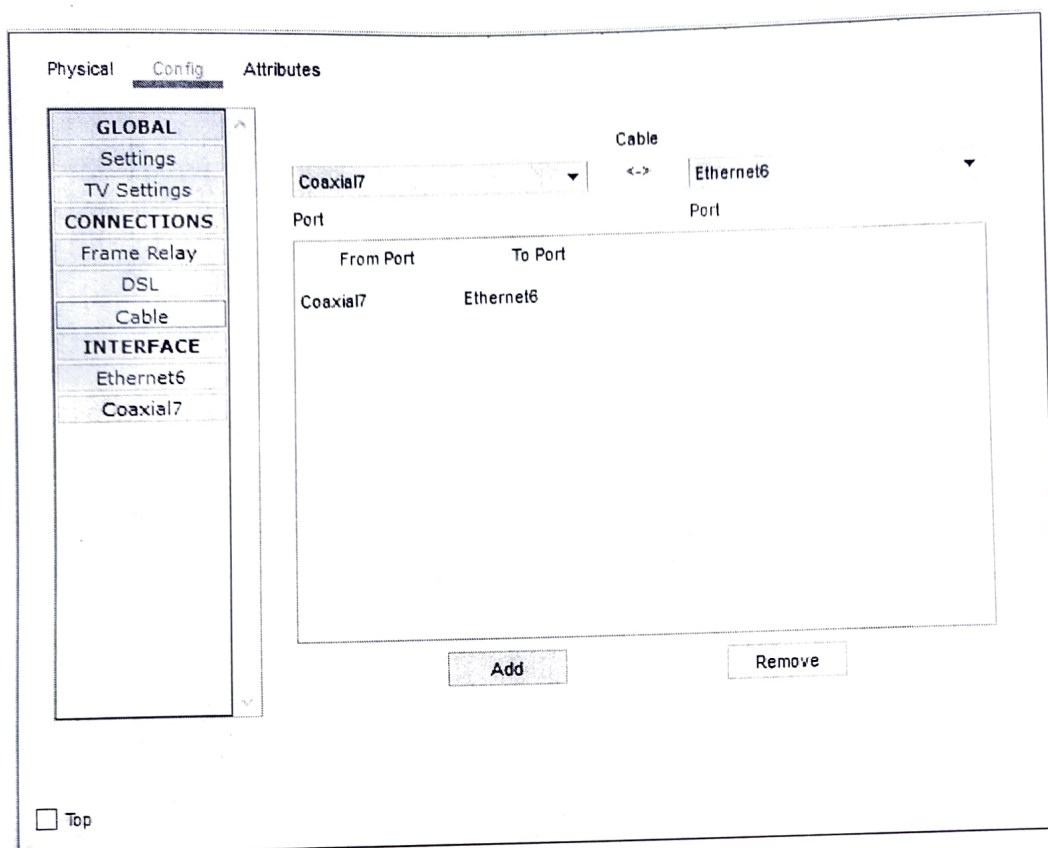 Physical Config Attributes
GLOBAL
Settings
TV Settings
CONNECTIONS
Frame Relay
DSL
Cable
INTERFACE
Ethernet6
Coaxial7
Cable
Coaxial7 <-> Ethernet6
Port Port
From Port To Port
Coaxial7 Ethernet6
Add Remove
Top